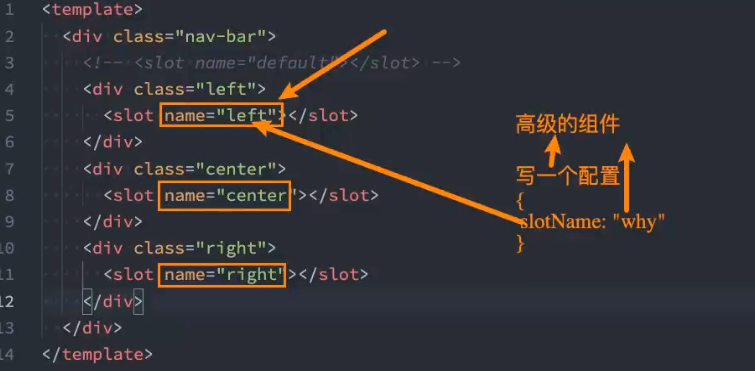 1 <template>
2 <div class="nav-bar">
3 <!-- <slot name="default"></slot> -->
4 <div class="left">
5 <slot name="left"></slot>
6 </div>
7 <div class="center">
8 <slot name="center"></slot>
9 </div>
10 <div class="right">
11 <slot name="right"></slot>
12 </div>
13 </div>
14 </template>
高级的组件
写一个配置
{
slotName: "why"
}